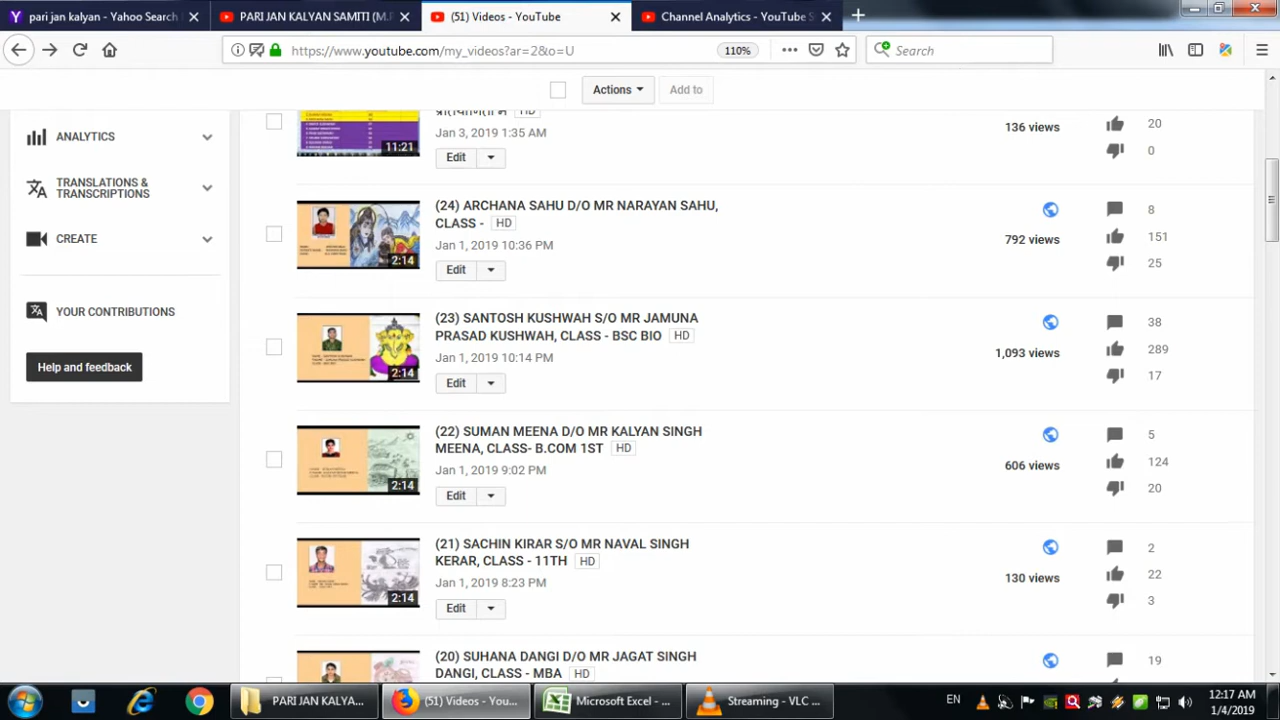 pari jan kalyan - Yahoo Search
PARI JAN KALYAN SAMITI (M.P
(51) Videos - YouTube
Channel Analytics - YouTube S
https://www.youtube.com/my_videos?ar=2&o=U
110%
Search
Actions
Add to
ANALYTICS
TRANSLATIONS &
TRANSCRIPTIONS
CREATE
YOUR CONTRIBUTIONS
Help and feedback
HD
Jan 3, 2019 1:35 AM
11:21
Edit
136 views
20
0
(24) ARCHANA SAHU D/O MR NARAYAN SAHU,
CLASS - HD
Jan 1, 2019 10:36 PM
2:14
Edit
792 views
8
151
25
(23) SANTOSH KUSHWAH S/O MR JAMUNA
PRASAD KUSHWAH, CLASS - BSC BIO HD
Jan 1, 2019 10:14 PM
2:14
Edit
1,093 views
38
289
17
(22) SUMAN MEENA D/O MR KALYAN SINGH
MEENA, CLASS- B.COM 1ST HD
Jan 1, 2019 9:02 PM
2:14
Edit
606 views
5
124
20
(21) SACHIN KIRAR S/O MR NAVAL SINGH
KERAR, CLASS - 11TH HD
Jan 1, 2019 8:23 PM
2:14
Edit
130 views
2
22
3
(20) SUHANA DANGI D/O MR JAGAT SINGH
DANGI, CLASS - MBA HD
19
PARI JAN KALYA...
(51) Videos - You...
Microsoft Excel - ...
Streaming - VLC ...
EN
12:17 AM
1/4/2019